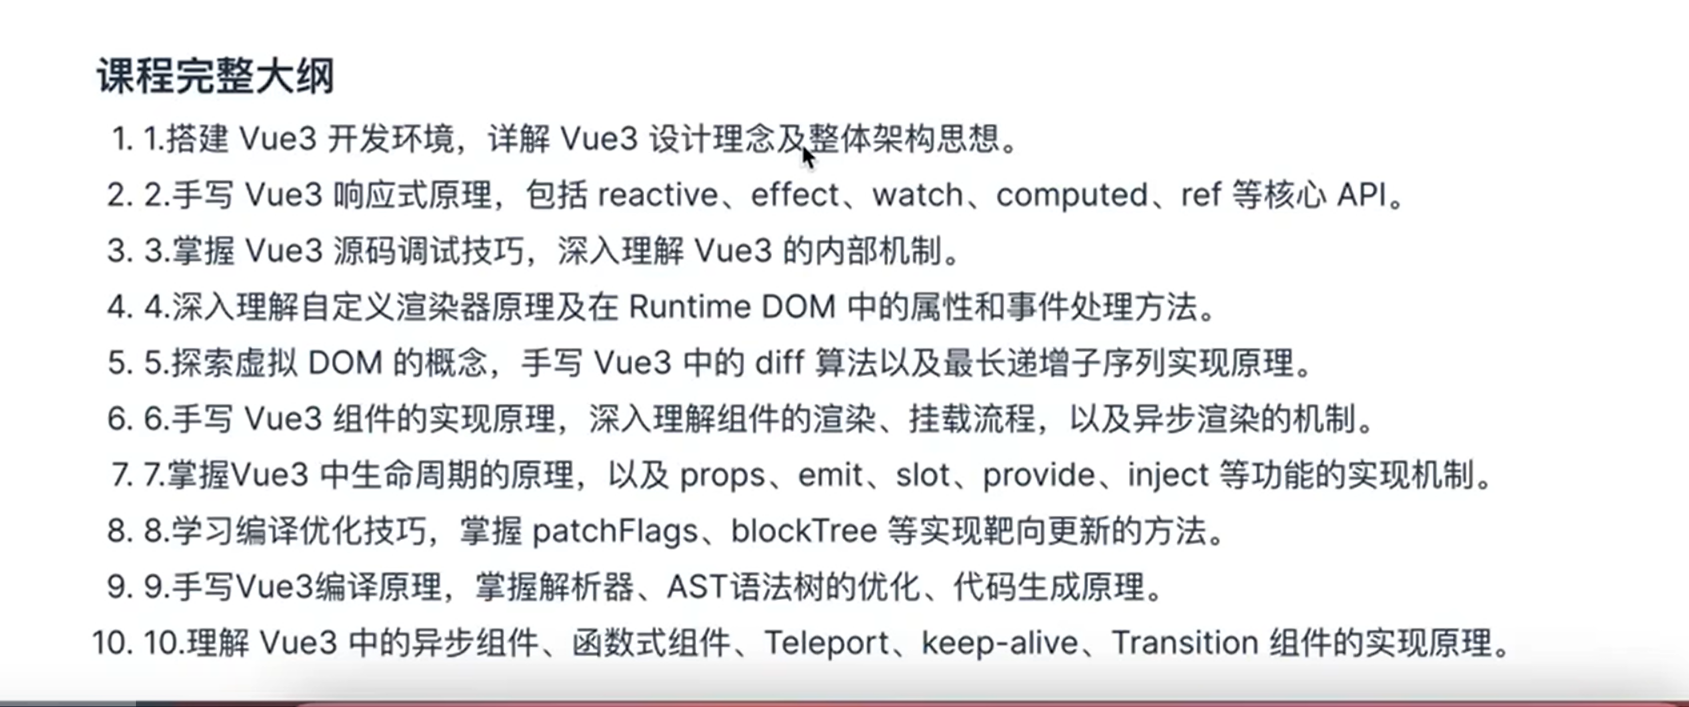 课程完整大纲
1. 1.搭建 Vue3 开发环境，详解 Vue3 设计理念及整体架构思想。
2. 2.手写 Vue3 响应式原理，包括 reactive、effect、watch、computed、ref 等核心 API。
3. 3.掌握 Vue3 源码调试技巧，深入理解 Vue3 的内部机制。
4. 4.深入理解自定义渲染器原理及在 Runtime DOM 中的属性和事件处理方法。
5. 5.探索虚拟 DOM 的概念，手写 Vue3 中的 diff 算法以及最长递增子序列实现原理。
6. 6.手写 Vue3 组件的实现原理，深入理解组件的渲染、挂载流程，以及异步渲染的机制。
7. 7.掌握Vue3 中生命周期的原理，以及 props、emit、slot、provide、inject 等功能的实现机制。
8. 8.学习编译优化技巧，掌握 patchFlags、blockTree 等实现靶向更新的方法。
9. 9.手写Vue3编译原理，掌握解析器、AST语法树的优化、代码生成原理。
10. 10.理解 Vue3 中的异步组件、函数式组件、Teleport、keep-alive、Transition 组件的实现原理。